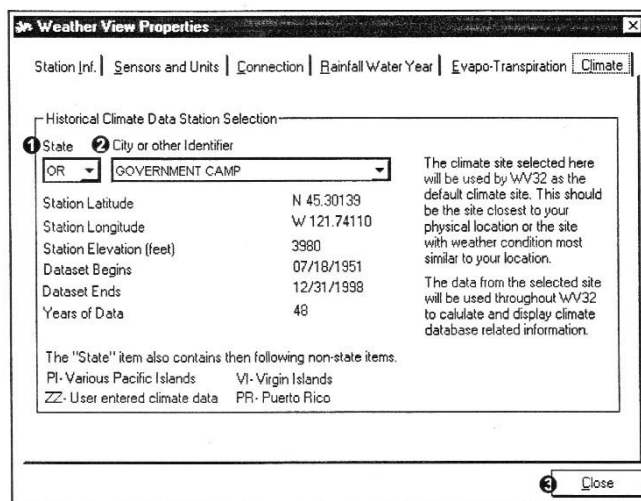 Weather View Properties
Station Inf. Sensors and Units Connection Rainfall Water Year Evapo-Transpiration Climate
Historical Climate Data Station Selection
1 State 2 City or other Identifier
OR GOVERNMENT CAMP
Station Latitude N 45.30139
Station Longitude W 121.74110
Station Elevation (feet) 3980
Dataset Begins 07/18/1951
Dataset Ends 12/31/1998
Years of Data 48
The climate site selected here
will be used by WV32 as the
default climate site. This should
be the site closest to your
physical location or the site
with weather condition most
similar to your location.
The data from the selected site
will be used throughout WV32
to calulate and display climate
database related information.
The "State" item also contains then following non-state items.
PI- Various Pacific Islands VI- Virgin Islands
ZZ- User entered climate data PR- Puerto Rico
3 Close